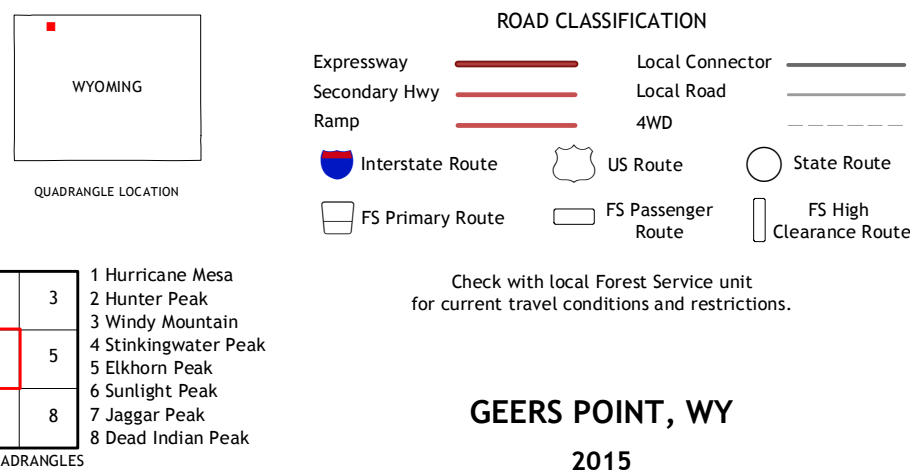 WYOMING
QUADRANGLE LOCATION
ROAD CLASSIFICATION
Expressway
Secondary Hwy
Ramp
Local Connector
Local Road
4WD
Interstate Route
US Route
State Route
FS Primary Route
FS Passenger
Route
FS High
Clearance Route
Check with local Forest Service unit
for current travel conditions and restrictions.
3
5
8
1 Hurricane Mesa
2 Hunter Peak
3 Windy Mountain
4 Stinkingwater Peak
5 Elkhorn Peak
6 Sunlight Peak
7 Jaggar Peak
8 Dead Indian Peak
ADRANGLES
GEERS POINT, WY
2015